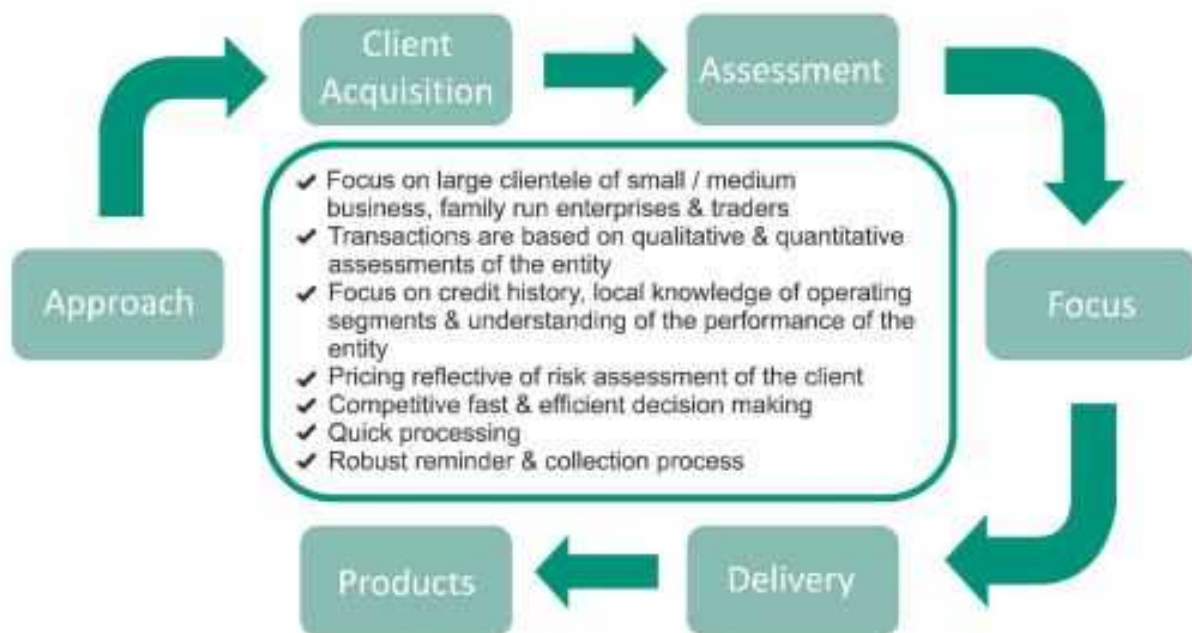 Client
Acquisition
Assessment
Approach
Focus
✔ Focus on large clientele of small / medium
business, family run enterprises & traders
✔ Transactions are based on qualitative & quantitative
assessments of the entity
✔ Focus on credit history, local knowledge of operating
segments & understanding of the performance of the
entity
✔ Pricing reflective of risk assessment of the client
✔ Competitive fast & efficient decision making
✔ Quick processing
✔ Robust reminder & collection process
Products
Delivery